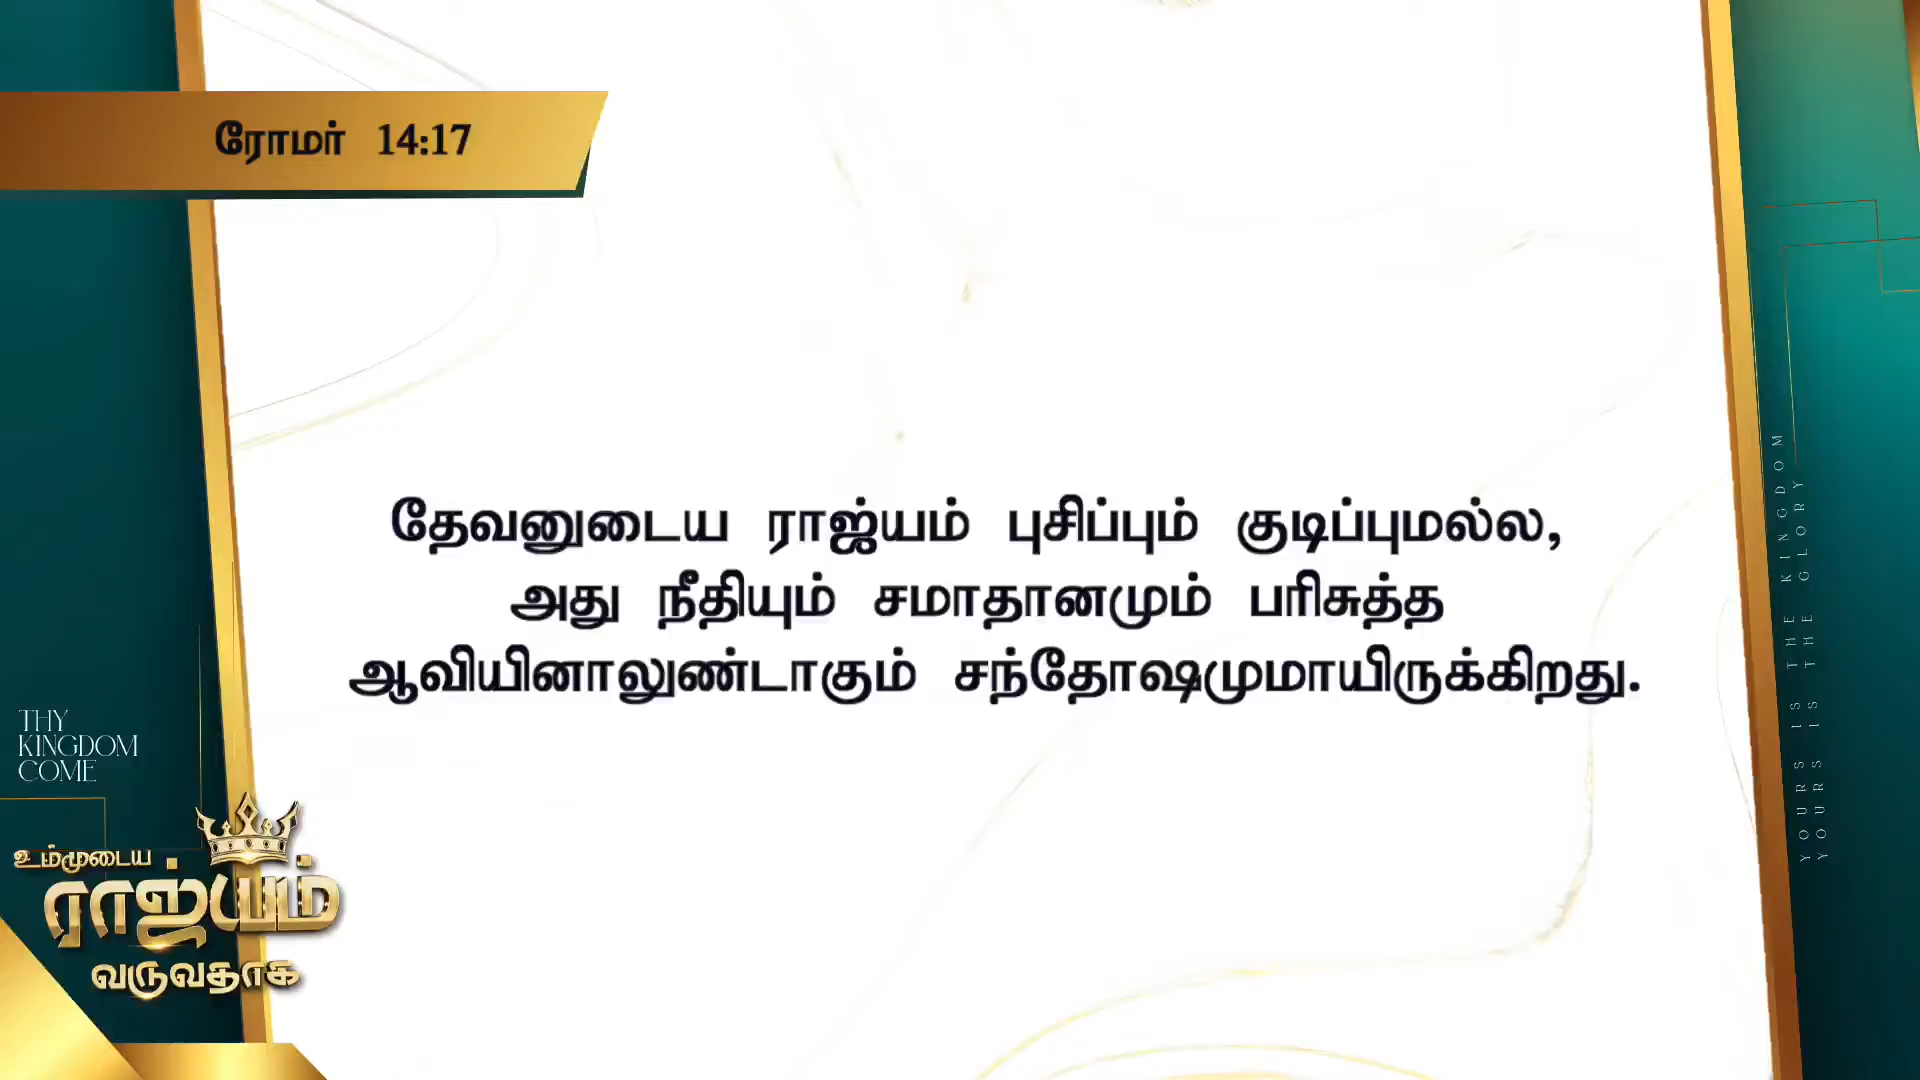 ரோமர் 14:17
தேவனுடைய ராஜ்யம் புசிப்பும் குடிப்புமல்ல,
அது நீதியும் சமாதானமும் பரிசுத்த
ஆவியினாலுண்டாகும் சந்தோஷமுமாயிருக்கிறது.
THY
KINGDOM
COME
உம்முடைய
ராஜ்யம்
வருவதாக
YOURS IS THE KINGDOM
YOURS IS THE GLORY